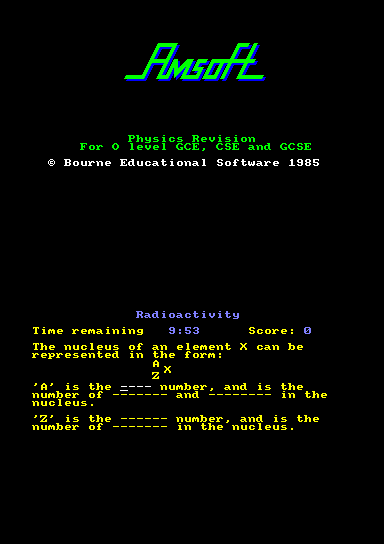 Amsoft
Physics Revision
For O level GCE, CSE and GCSE
© Bourne Educational Software 1985
Radioactivity
Time remaining 9:53 Score: 0
The nucleus of an element X can be
represented in the form:
A
X
Z
'A' is the ---- number, and is the
number of ------- and -------- in the
nucleus.
'Z' is the ------ number, and is the
number of ------- in the nucleus.